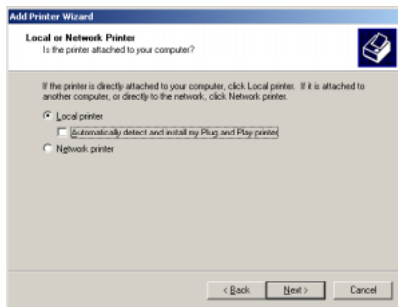 Add Printer Wizard
Local or Network Printer
Is the printer attached to your computer?
If the printer is directly attached to your computer, click Local printer. If it is attached to
another computer, or directly to the network, click Network printer.
Local printer
Automatically detect and install my Plug and Play printer
Network printer
< Back
Next >
Cancel